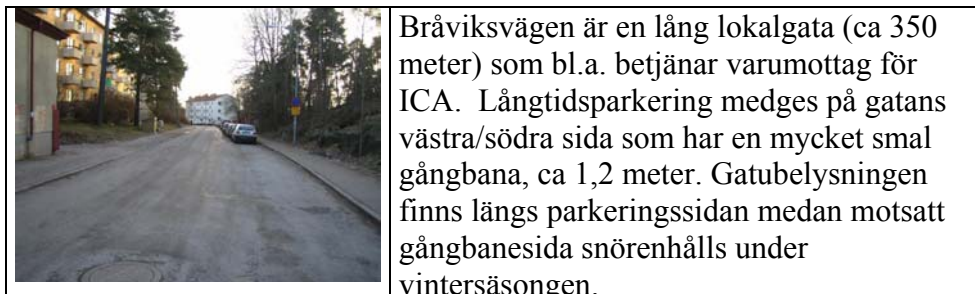 Bråviksvägen är en lång lokalgata (ca 350
meter) som bl.a. betjänar varumottag för
ICA.  Långtidsparkering medges på gatans
västra/södra sida som har en mycket smal
gångbana, ca 1,2 meter. Gatubelysningen
finns längs parkeringssidan medan motsatt
gångbanesida snörenhålls under
vintersäsongen.